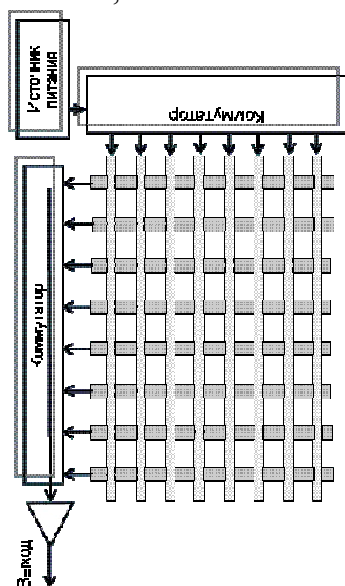 Источник
питания
Коммутатор
Коммутатор
Выход